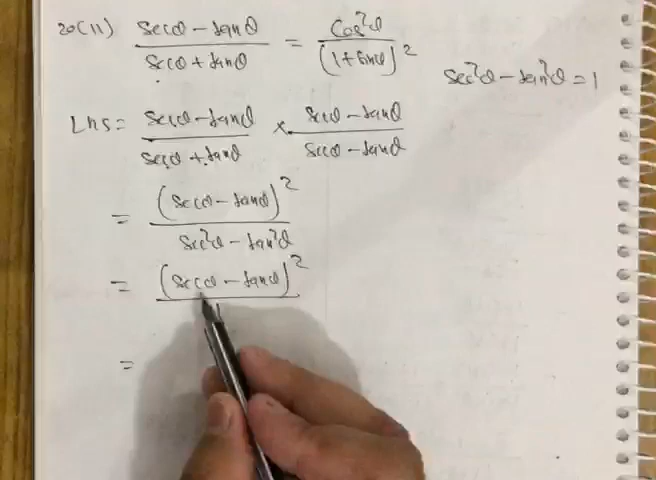 20(11) secθ - tanθ / secθ + tanθ = cos²θ / (1 + sinθ)²
sec²θ - tan²θ = 1
LHS = secθ - tanθ / secθ + tanθ × secθ - tanθ / secθ - tanθ
= (secθ - tanθ)² / sec²θ - tan²θ
= (secθ - tanθ)²
=